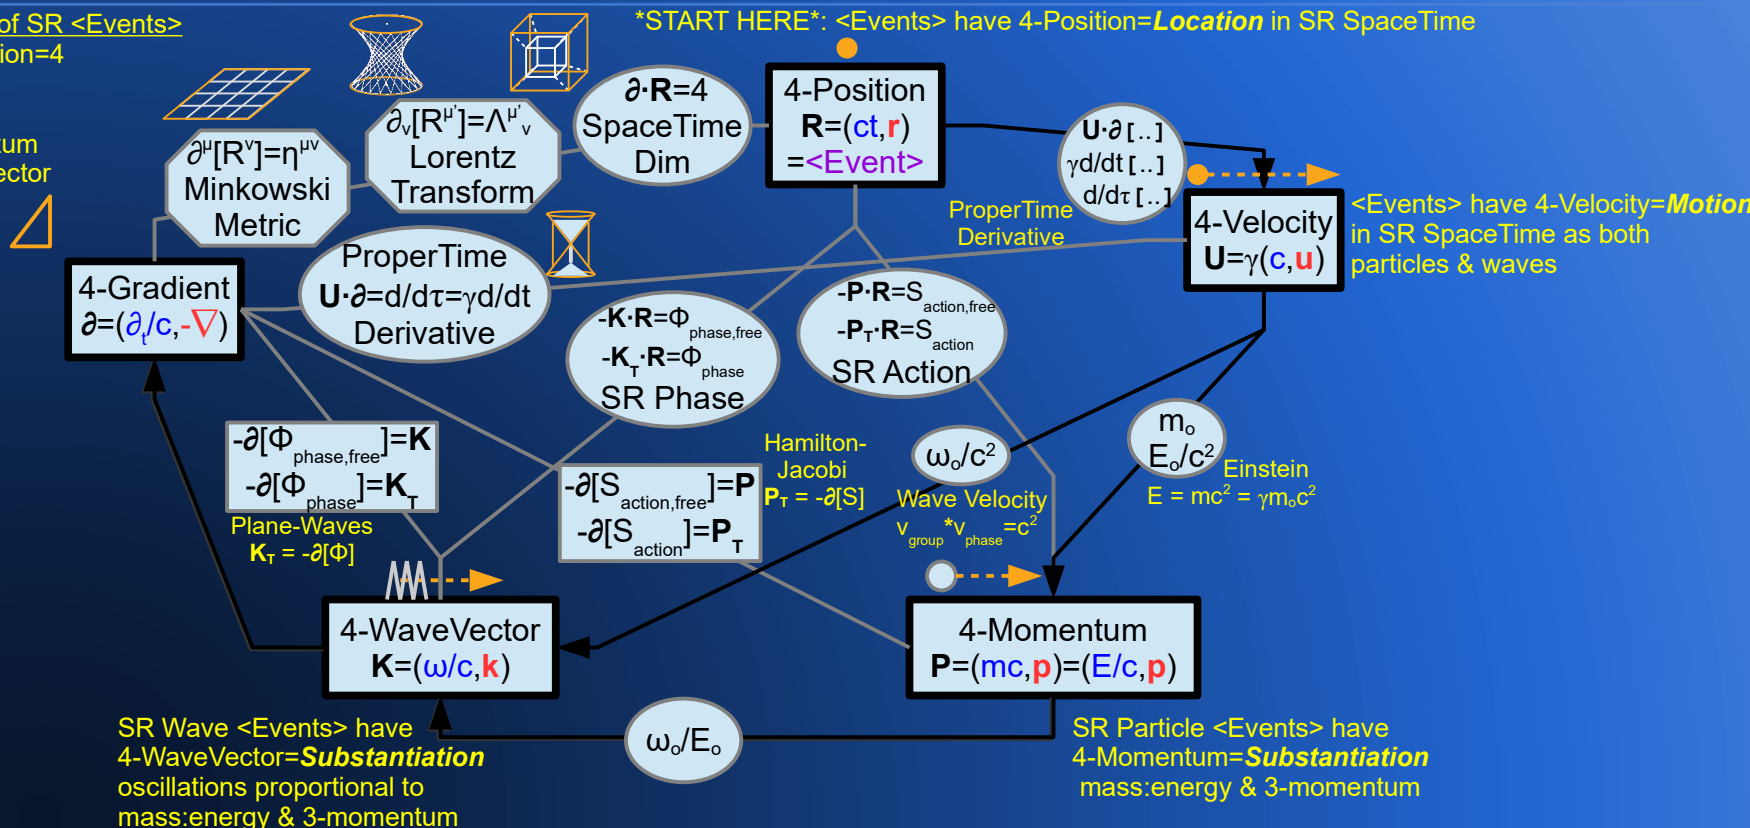 of SR <Events>
ion=4
*START HERE*: <Events> have 4-Position=Location in SR SpaceTime
∂·R=4
SpaceTime
Dim
4-Position
R=(ct,r)
=<Event>
∂ν[Rμ']=Λμ'ν
Lorentz
Transform
∂μ[Rν]=ημν
Minkowski
Metric
tum
ector
U·∂[..]
γd/dt[..]
d/dτ[..]
ProperTime
Derivative
4-Velocity
U=γ(c,u)
<Events> have 4-Velocity=Motion
in SR SpaceTime as both
particles & waves
4-Gradient
∂=(∂t/c,-∇)
ProperTime
U·∂=d/dτ=γd/dt
Derivative
-K·R=Φphase,free
-KT·R=Φphase
SR Phase
-P·R=Saction,free
-PT·R=Saction
SR Action
-∂[Φphase,free]=K
-∂[Φphase]=KT
Plane-Waves
KT = -∂[Φ]
-∂[Saction,free]=P
-∂[Saction]=PT
Hamilton-
Jacobi
PT = -∂[S]
ωo/c²
Wave Velocity
vgroup*vphase=c²
mo
Eo/c²
Einstein
E = mc² = γmoc²
4-WaveVector
K=(ω/c,k)
4-Momentum
P=(mc,p)=(E/c,p)
ωo/Eo
SR Wave <Events> have
4-WaveVector=Substantiation
oscillations proportional to
mass:energy & 3-momentum
SR Particle <Events> have
4-Momentum=Substantiation
mass:energy & 3-momentum